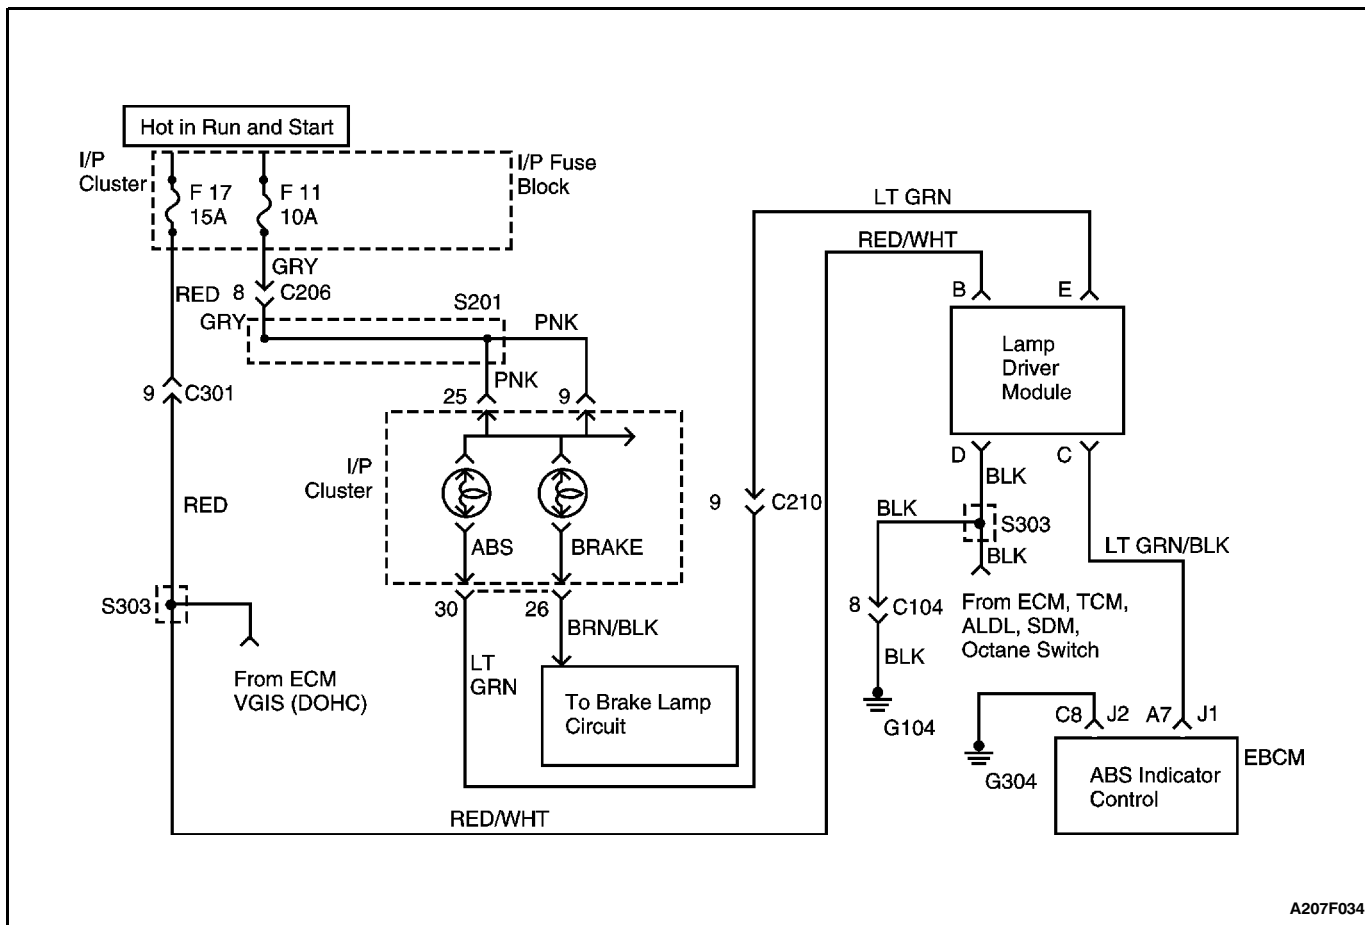 Hot in Run and Start
I/P
Cluster
F 17
15A
F 11
10A
I/P Fuse
Block
GRY
RED
8
C206
GRY
S201
PNK
PNK
25
9
9
C301
I/P
Cluster
RED
ABS
BRAKE
S303
30
26
BRN/BLK
From ECM
VGIS (DOHC)
LT
GRN
To Brake Lamp
Circuit
RED/WHT
LT GRN
RED/WHT
B
E
Lamp
Driver
Module
9
C210
D
C
BLK
BLK
S303
BLK
LT GRN/BLK
8
C104
From ECM, TCM,
ALDL, SDM,
Octane Switch
BLK
G104
C8
J2
A7
J1
G304
EBCM
ABS Indicator
Control
A207F034